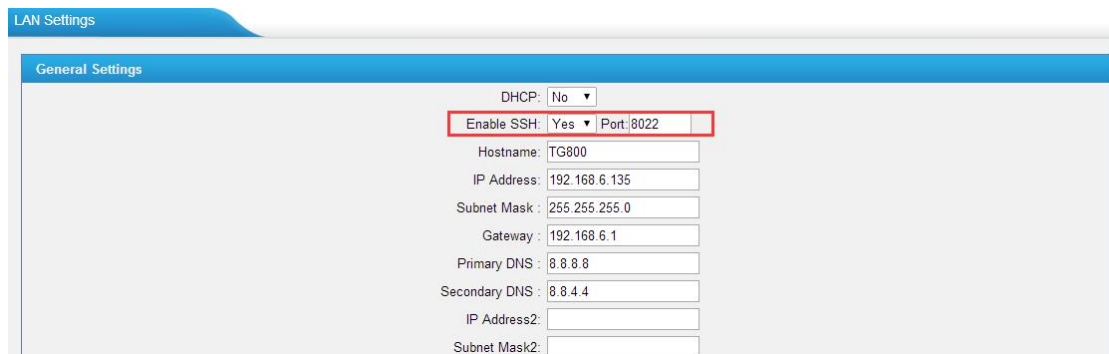 LAN Settings
General Settings
DHCP: No
Enable SSH: Yes Port: 8022
Hostname: TG800
IP Address: 192.168.6.135
Subnet Mask : 255.255.255.0
Gateway : 192.168.6.1
Primary DNS : 8.8.8.8
Secondary DNS : 8.8.4.4
IP Address2:
Subnet Mask2: